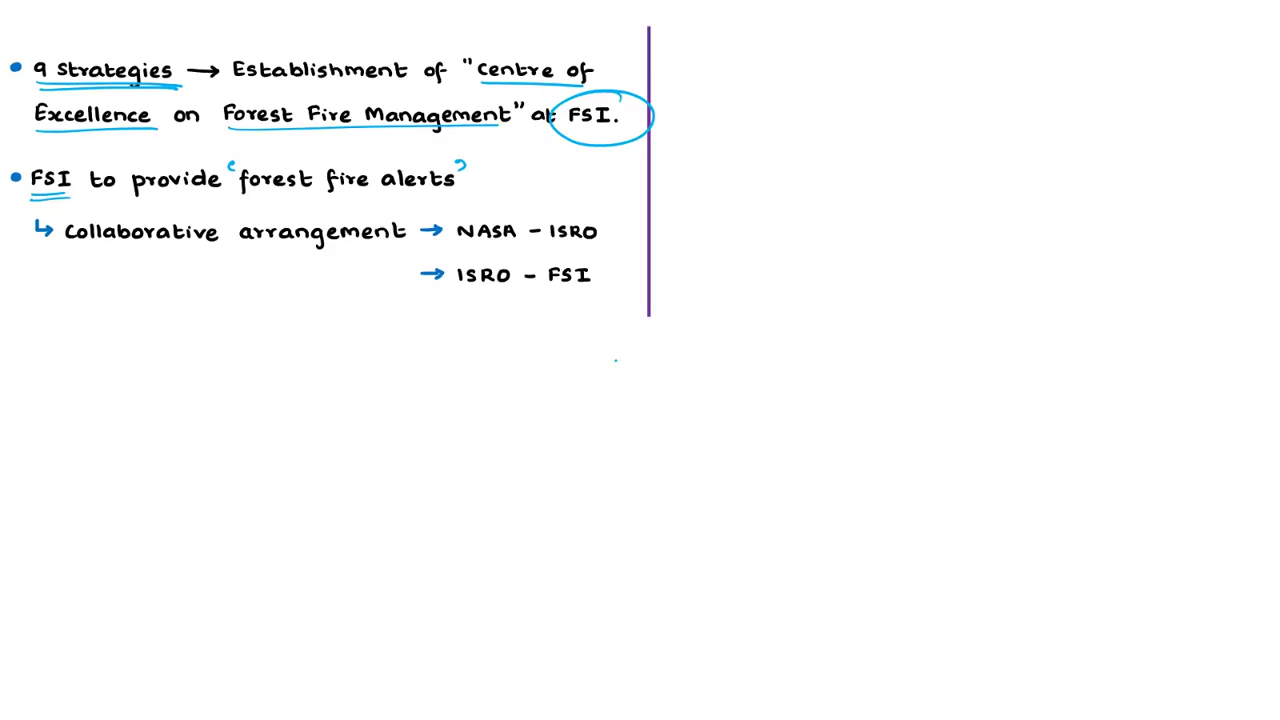 • 9 Strategies → Establishment of "Centre of
Excellence on Forest Fire Management" at FSI.
• FSI to provide 'forest fire alerts'
↳ Collaborative arrangement → NASA - ISRO
→ ISRO - FSI